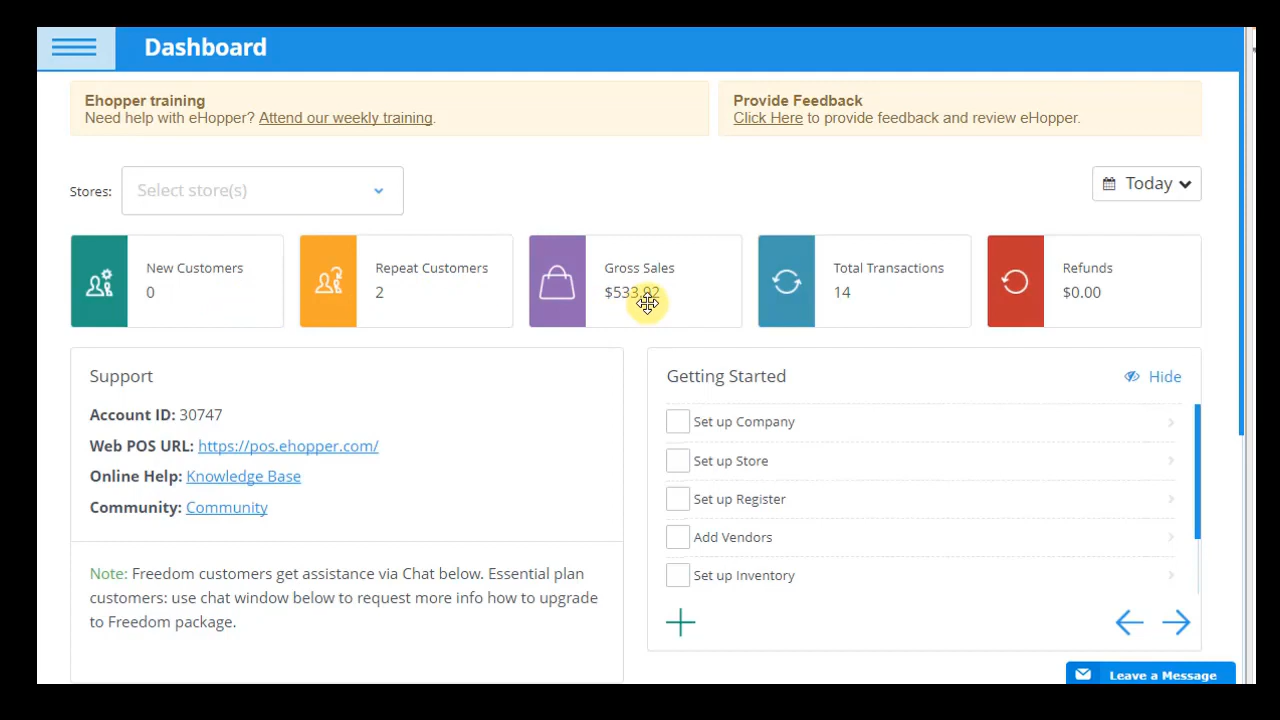 Dashboard
Ehopper training
Need help with eHopper? Attend our weekly training.
Provide Feedback
Click Here to provide feedback and review eHopper.
Stores:
Select store(s)
Today
New Customers
0
Repeat Customers
2
Gross Sales
$533.92
Total Transactions
14
Refunds
$0.00
Support
Account ID: 30747
Web POS URL: https://pos.ehopper.com/
Online Help: Knowledge Base
Community: Community
Note: Freedom customers get assistance via Chat below. Essential plan
customers: use chat window below to request more info how to upgrade
to Freedom package.
Getting Started
Hide
Set up Company
Set up Store
Set up Register
Add Vendors
Set up Inventory
Leave a Message